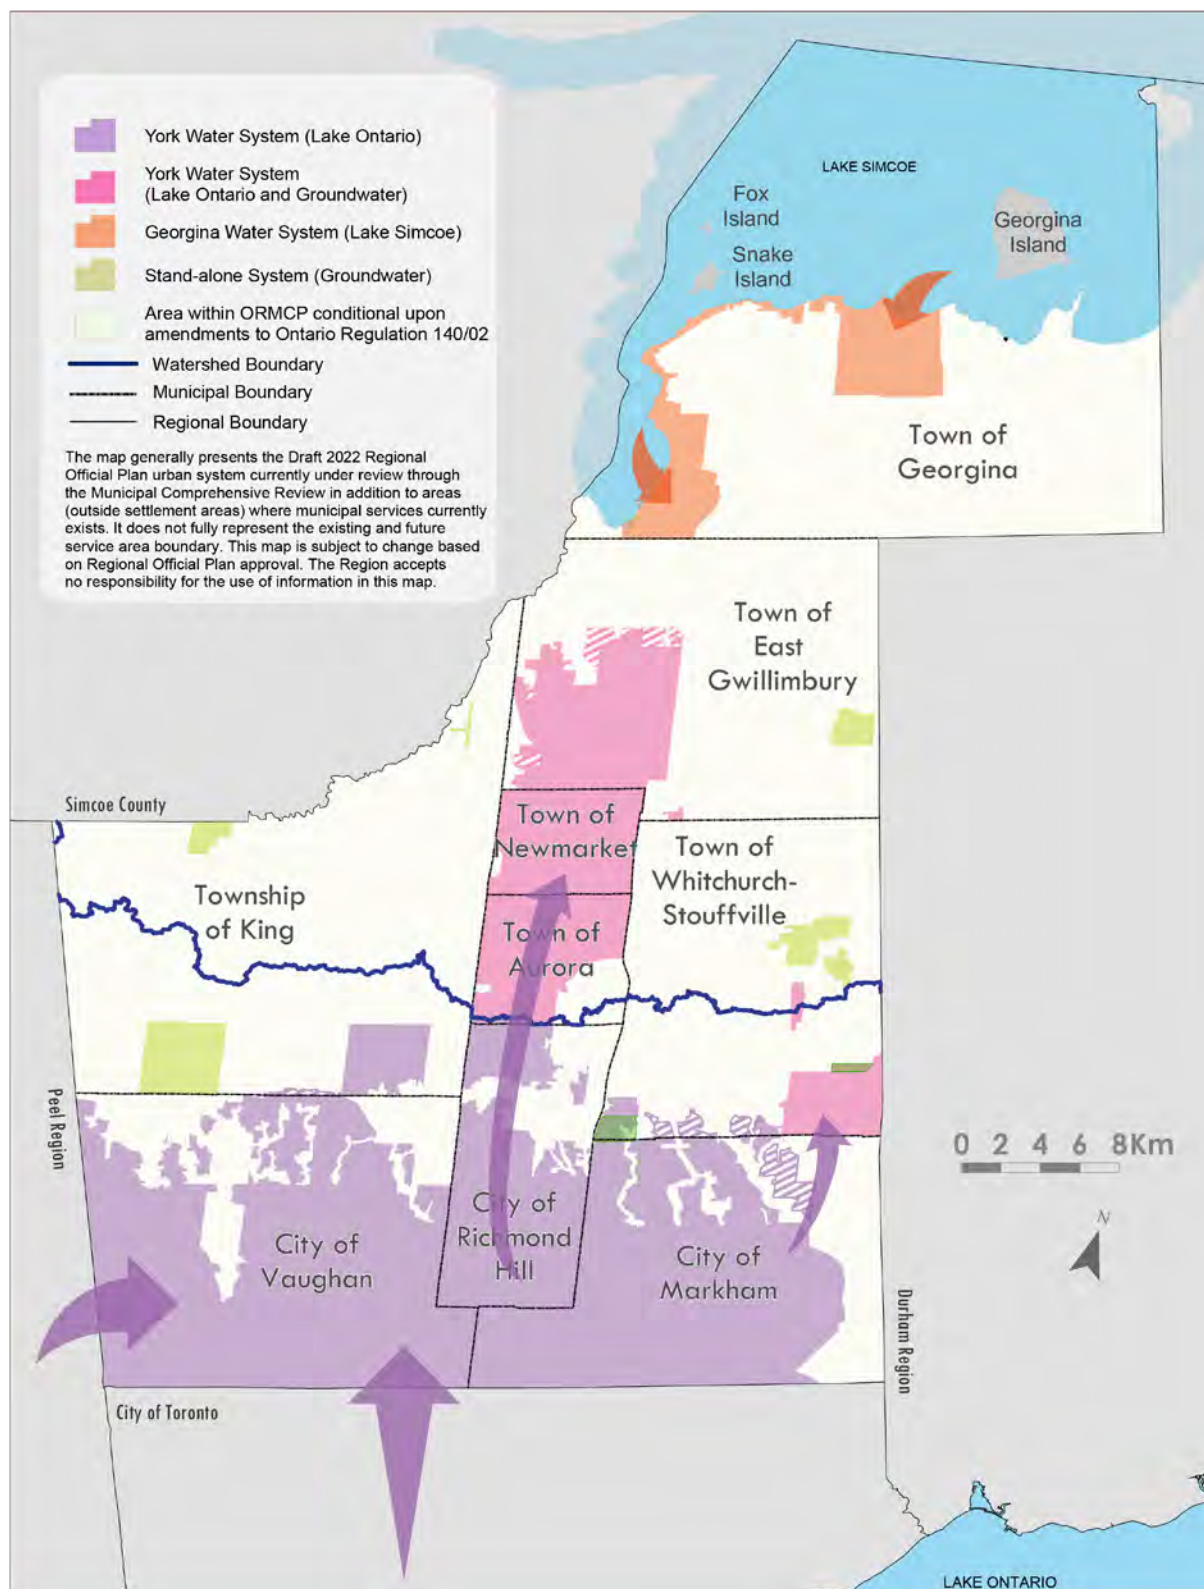 York Water System (Lake Ontario)
York Water System
(Lake Ontario and Groundwater)
Georgina Water System (Lake Simcoe)
Stand-alone System (Groundwater)
Area within ORMCP conditional upon
amendments to Ontario Regulation 140/02
Watershed Boundary
Municipal Boundary
Regional Boundary
The map generally presents the Draft 2022 Regional
Official Plan urban system currently under review through
the Municipal Comprehensive Review in addition to areas
(outside settlement areas) where municipal services currently
exists. It does not fully represent the existing and future
service area boundary. This map is subject to change based
on Regional Official Plan approval. The Region accepts
no responsibility for the use of information in this map.
LAKE SIMCOE
Fox
Island
Snake
Island
Georgina
Island
Town of
Georgina
Town of
East
Gwillimbury
Simcoe County
Town of
Newmarket
Town of
Whitchurch-
Stouffville
Township
of King
Town of
Aurora
Peel Region
0 2 4 6 8Km
N
City of
Vaughan
City of
Richmond
Hill
City of
Markham
Durham Region
City of Toronto
LAKE ONTARIO